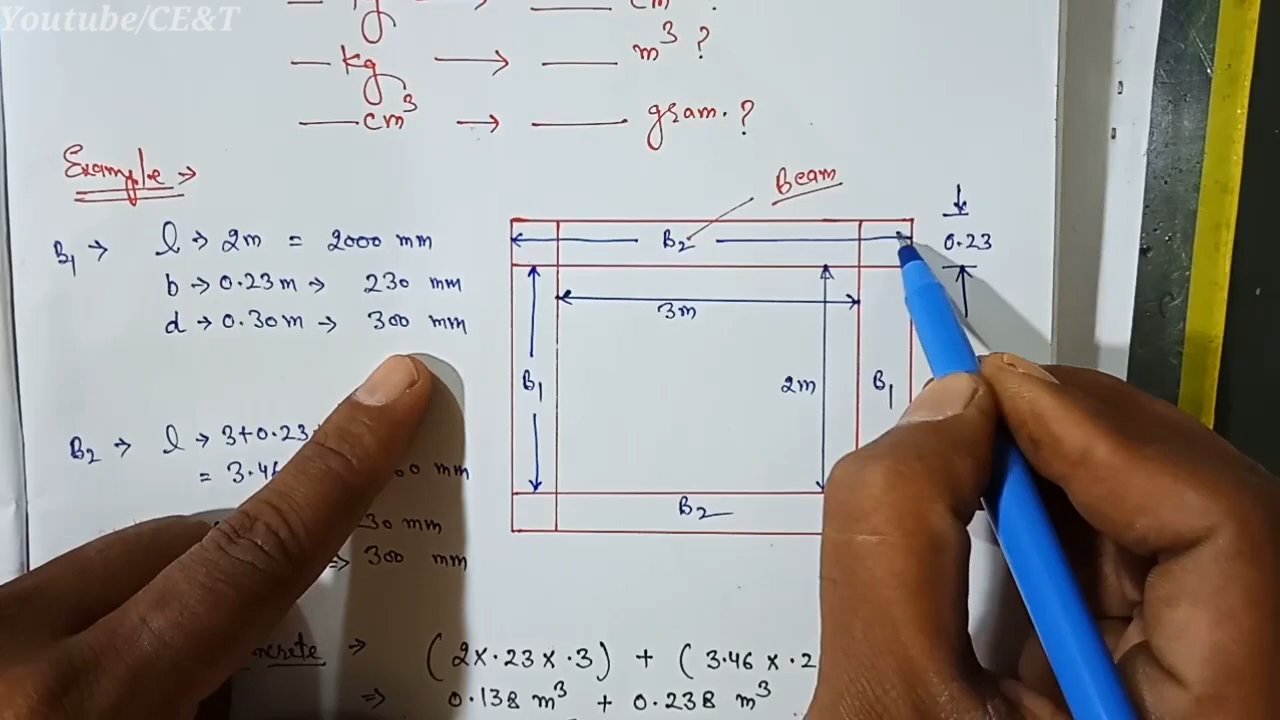 Youtube/CE&T
cm ?
— kg → — m³ ?
— cm³ → — gram. ?
Example →
Beam
B₁ → l → 2m = 2000 mm
b → 0.23m → 230 mm
d → 0.30m → 300 mm
B₂
0.23
3m
B₁
2m
B₁
B₂ → l → 3+0.23
= 3.46
mm
B₂
30 mm
⇒ 300 mm
⇒ (2×.23×.3) + (3.46 × .2
⇒ 0.138 m³ + 0.238 m³